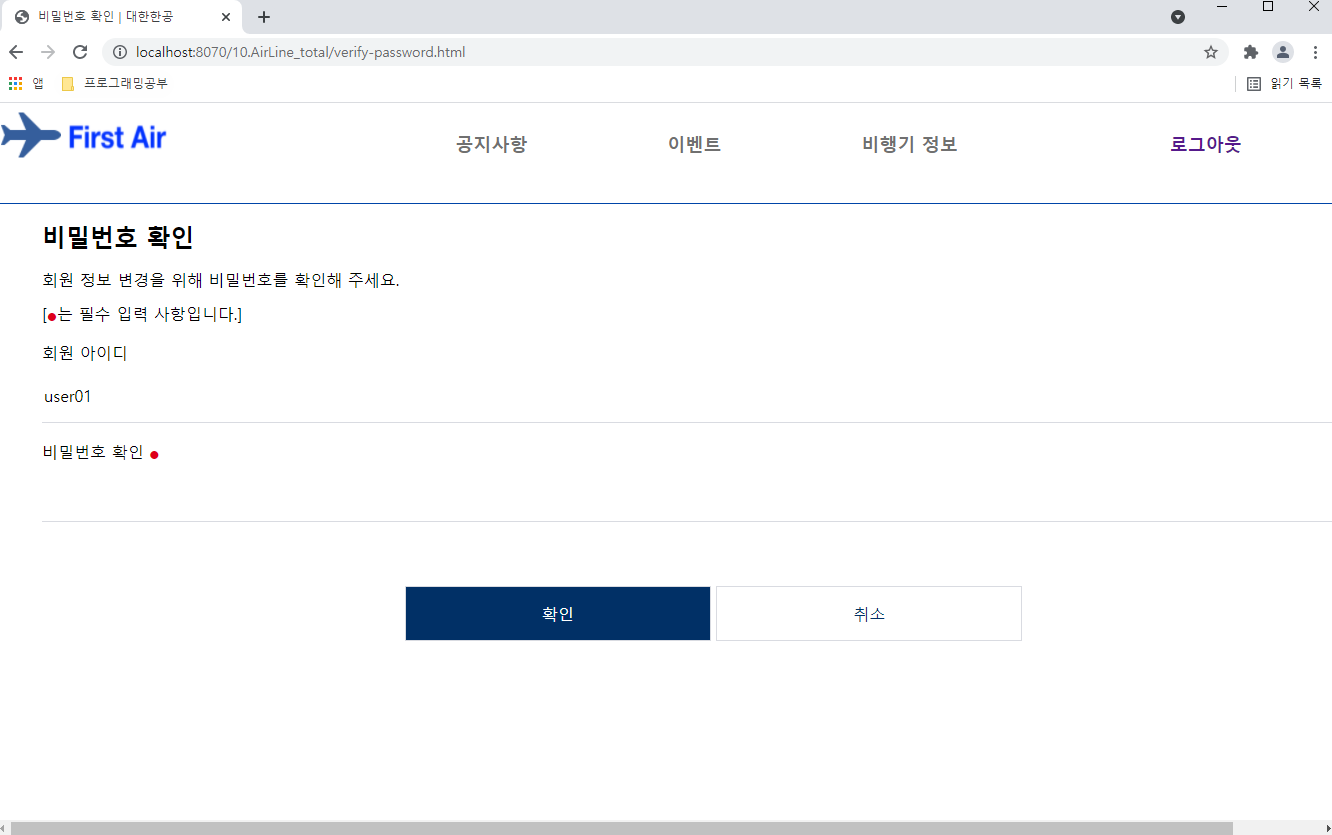 비밀번호 확인 | 대한한공
localhost:8070/10.AirLine_total/verify-password.html
앱 프로그래밍공부 읽기 목록
First Air 공지사항 이벤트 비행기 정보 로그아웃
비밀번호 확인
회원 정보 변경을 위해 비밀번호를 확인해 주세요.
[●는 필수 입력 사항입니다.]
회원 아이디
user01
비밀번호 확인 ●
확인 취소